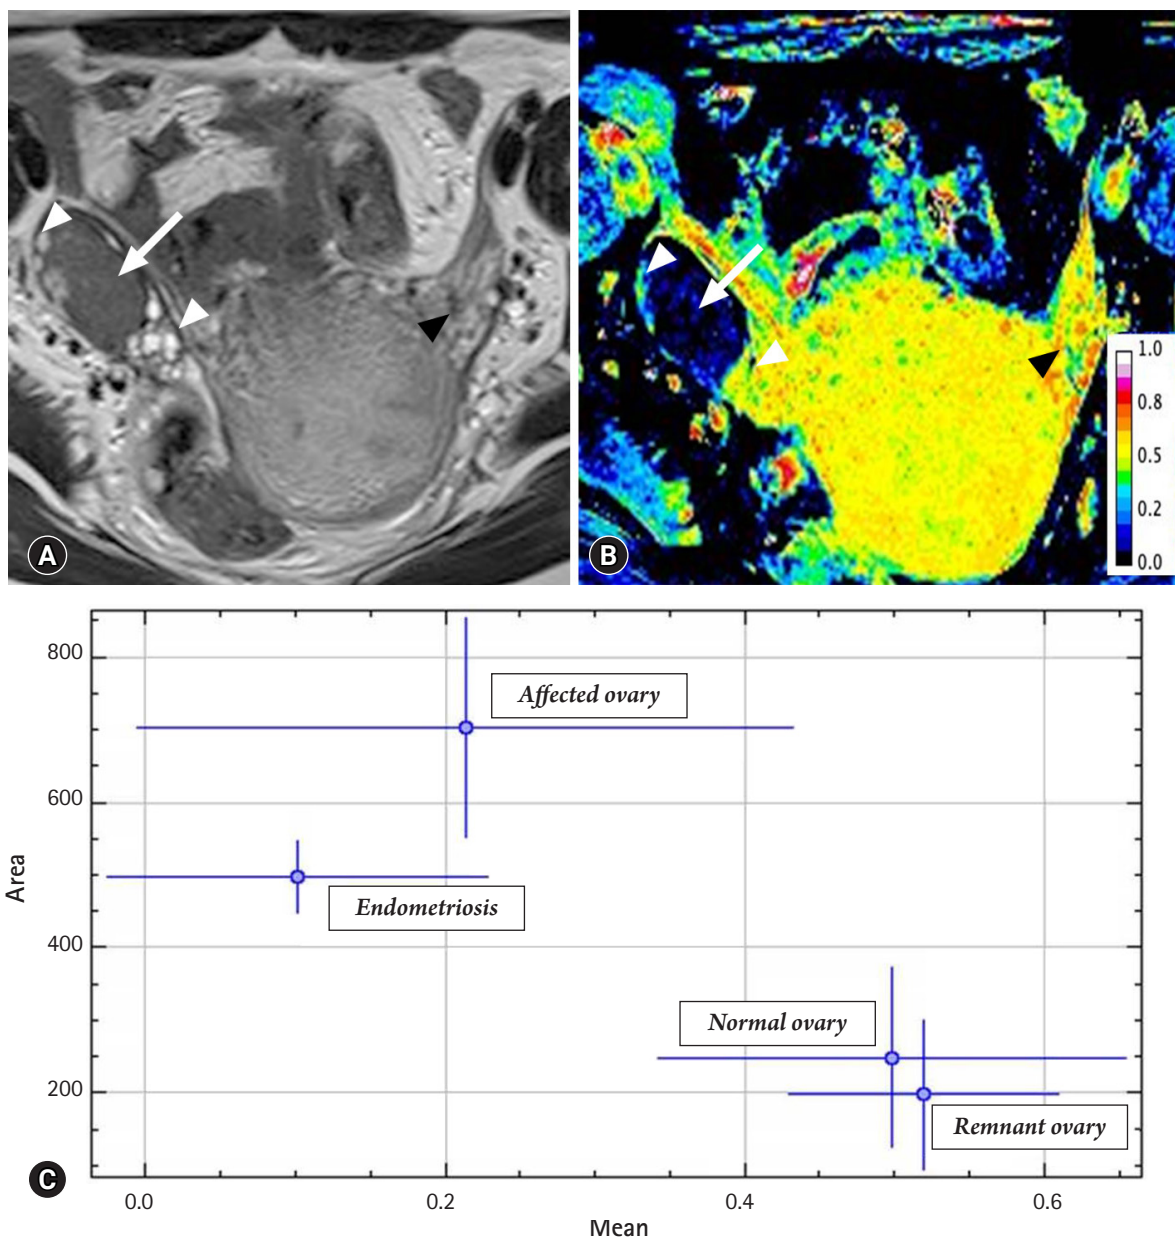 A
B
1.0
0.8
0.5
0.2
0.0
800
600
400
200
Area
Affected ovary
Endometriosis
Normal ovary
Remnant ovary
C
0.0 0.2 0.4 0.6
Mean